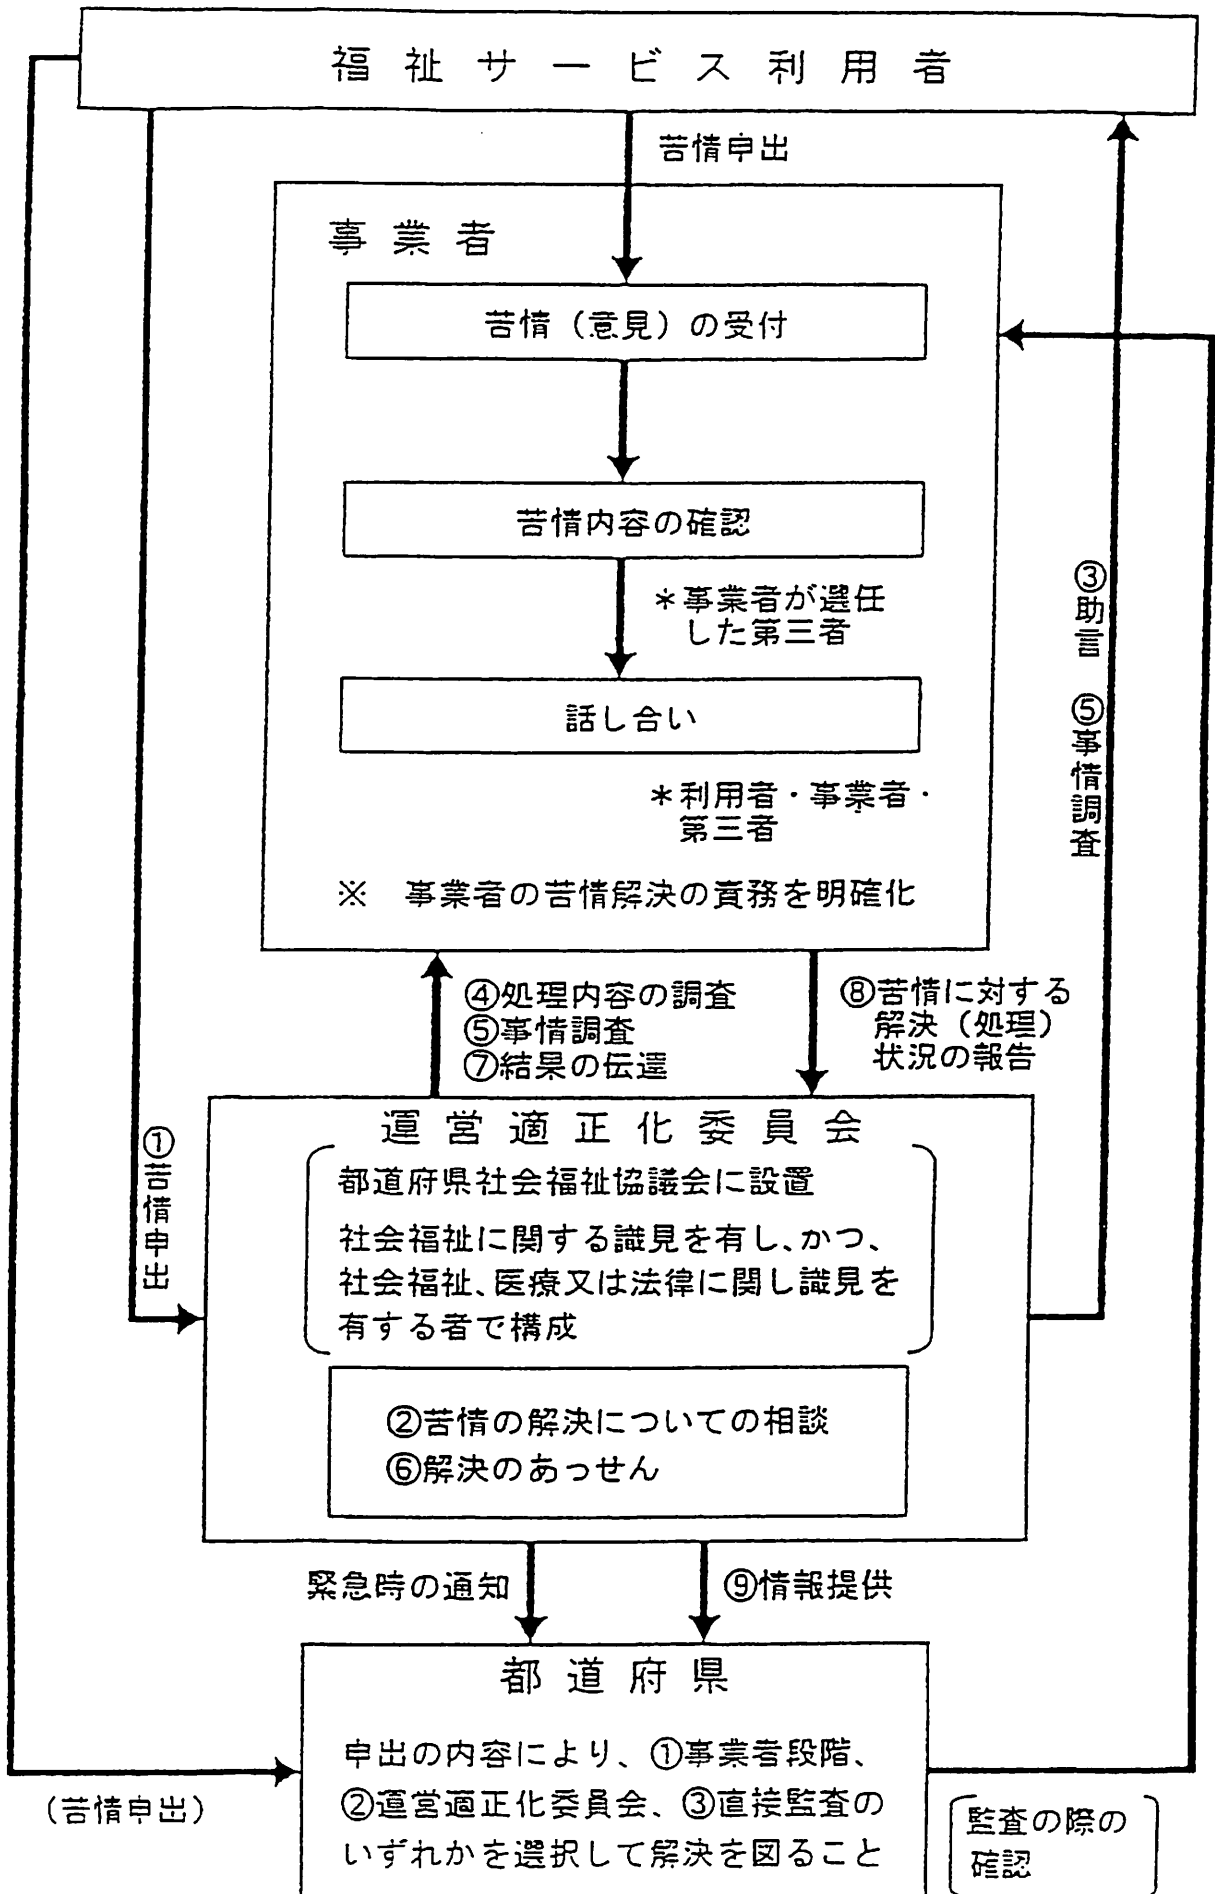 福祉サービス利用者
苦情申出
事業者
苦情（意見）の受付
苦情内容の確認
＊事業者が選任
した第三者
話し合い
＊利用者・事業者・
第三者
※　事業者の苦情解決の責務を明確化
③助言　⑤事情調査
④処理内容の調査
⑤事情調査
⑦結果の伝達
⑧苦情に対する
解決（処理）
状況の報告
①苦情申出
運営適正化委員会
都道府県社会福祉協議会に設置
社会福祉に関する識見を有し、かつ、
社会福祉、医療又は法律に関し識見を
有する者で構成
②苦情の解決についての相談
⑥解決のあっせん
緊急時の通知
⑨情報提供
都道府県
申出の内容により、①事業者段階、
②運営適正化委員会、③直接監査の
いずれかを選択して解決を図ること
（苦情申出）
監査の際の
確認